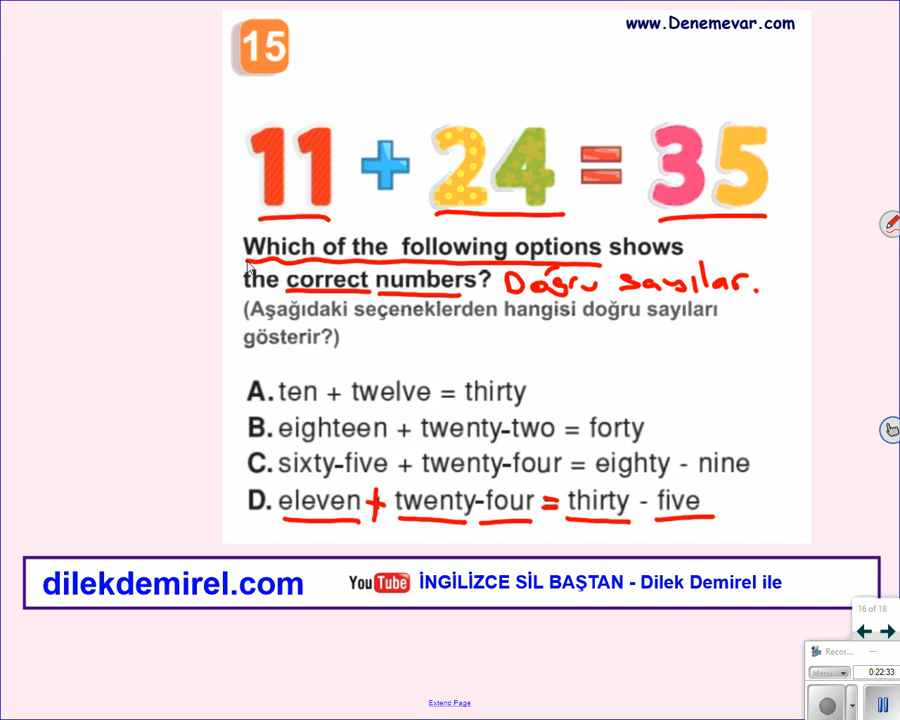 www.Denemevar.com
15
11 + 24 = 35
Which of the following options shows
the correct numbers? Doğru sayılar.
(Aşağıdaki seçeneklerden hangisi doğru sayıları
gösterir?)
A. ten + twelve = thirty
B. eighteen + twenty-two = forty
C. sixty-five + twenty-four = eighty - nine
D. eleven + twenty-four = thirty - five
dilekdemirel.com YouTube İNGİLİZCE SİL BAŞTAN - Dilek Demirel ile
16 of 18
Recor...
Menu 0:22:33
Extend Page